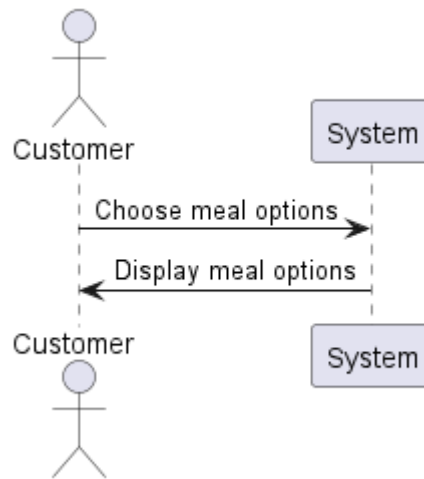 Customer
System
Choose meal options
Display meal options
Customer
System